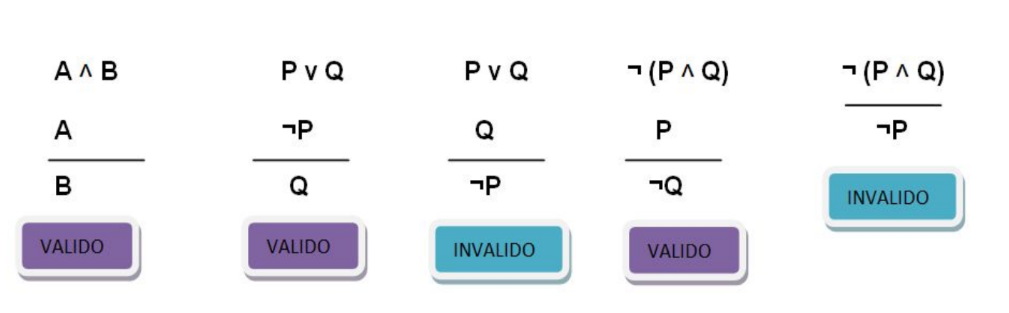 A ∧ B
A
B
VALIDO
P v Q
¬P
Q
VALIDO
P v Q
Q
¬P
INVALIDO
¬ (P ∧ Q)
P
¬Q
VALIDO
¬ (P ∧ Q)
¬P
INVALIDO